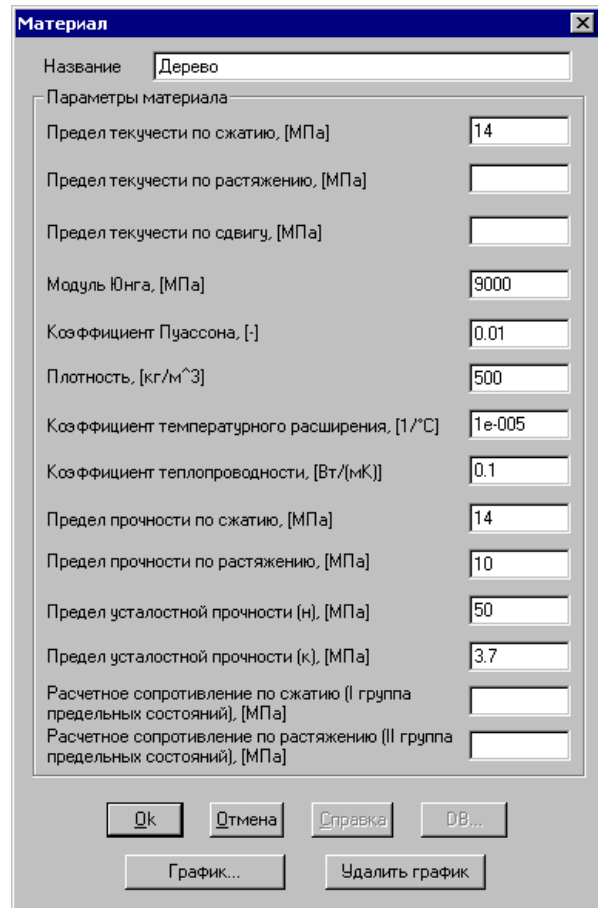 Материал
Название Дерево
Параметры материала
Предел текучести по сжатию, [МПа] 14
Предел текучести по растяжению, [МПа]
Предел текучести по сдвигу, [МПа]
Модуль Юнга, [МПа] 9000
Коэффициент Пуассона, [-] 0.01
Плотность, [кг/м^3] 500
Коэффициент температурного расширения, [1/°C] 1e-005
Коэффициент теплопроводности, [Вт/(мК)] 0.1
Предел прочности по сжатию, [МПа] 14
Предел прочности по растяжению, [МПа] 10
Предел усталостной прочности (н), [МПа] 50
Предел усталостной прочности (к), [МПа] 3.7
Расчетное сопротивление по сжатию (I группа
предельных состояний), [МПа]
Расчетное сопротивление по растяжению (II группа
предельных состояний), [МПа]
Ok Отмена Справка DB...
График... Удалить график